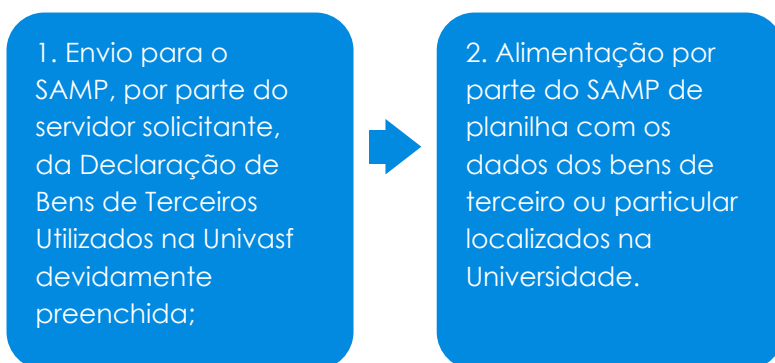 1. Envio para o
SAMP, por parte do
servidor solicitante,
da Declaração de
Bens de Terceiros
Utilizados na Univasf
devidamente
preenchida;
2. Alimentação por
parte do SAMP de
planilha com os
dados dos bens de
terceiro ou particular
localizados na
Universidade.